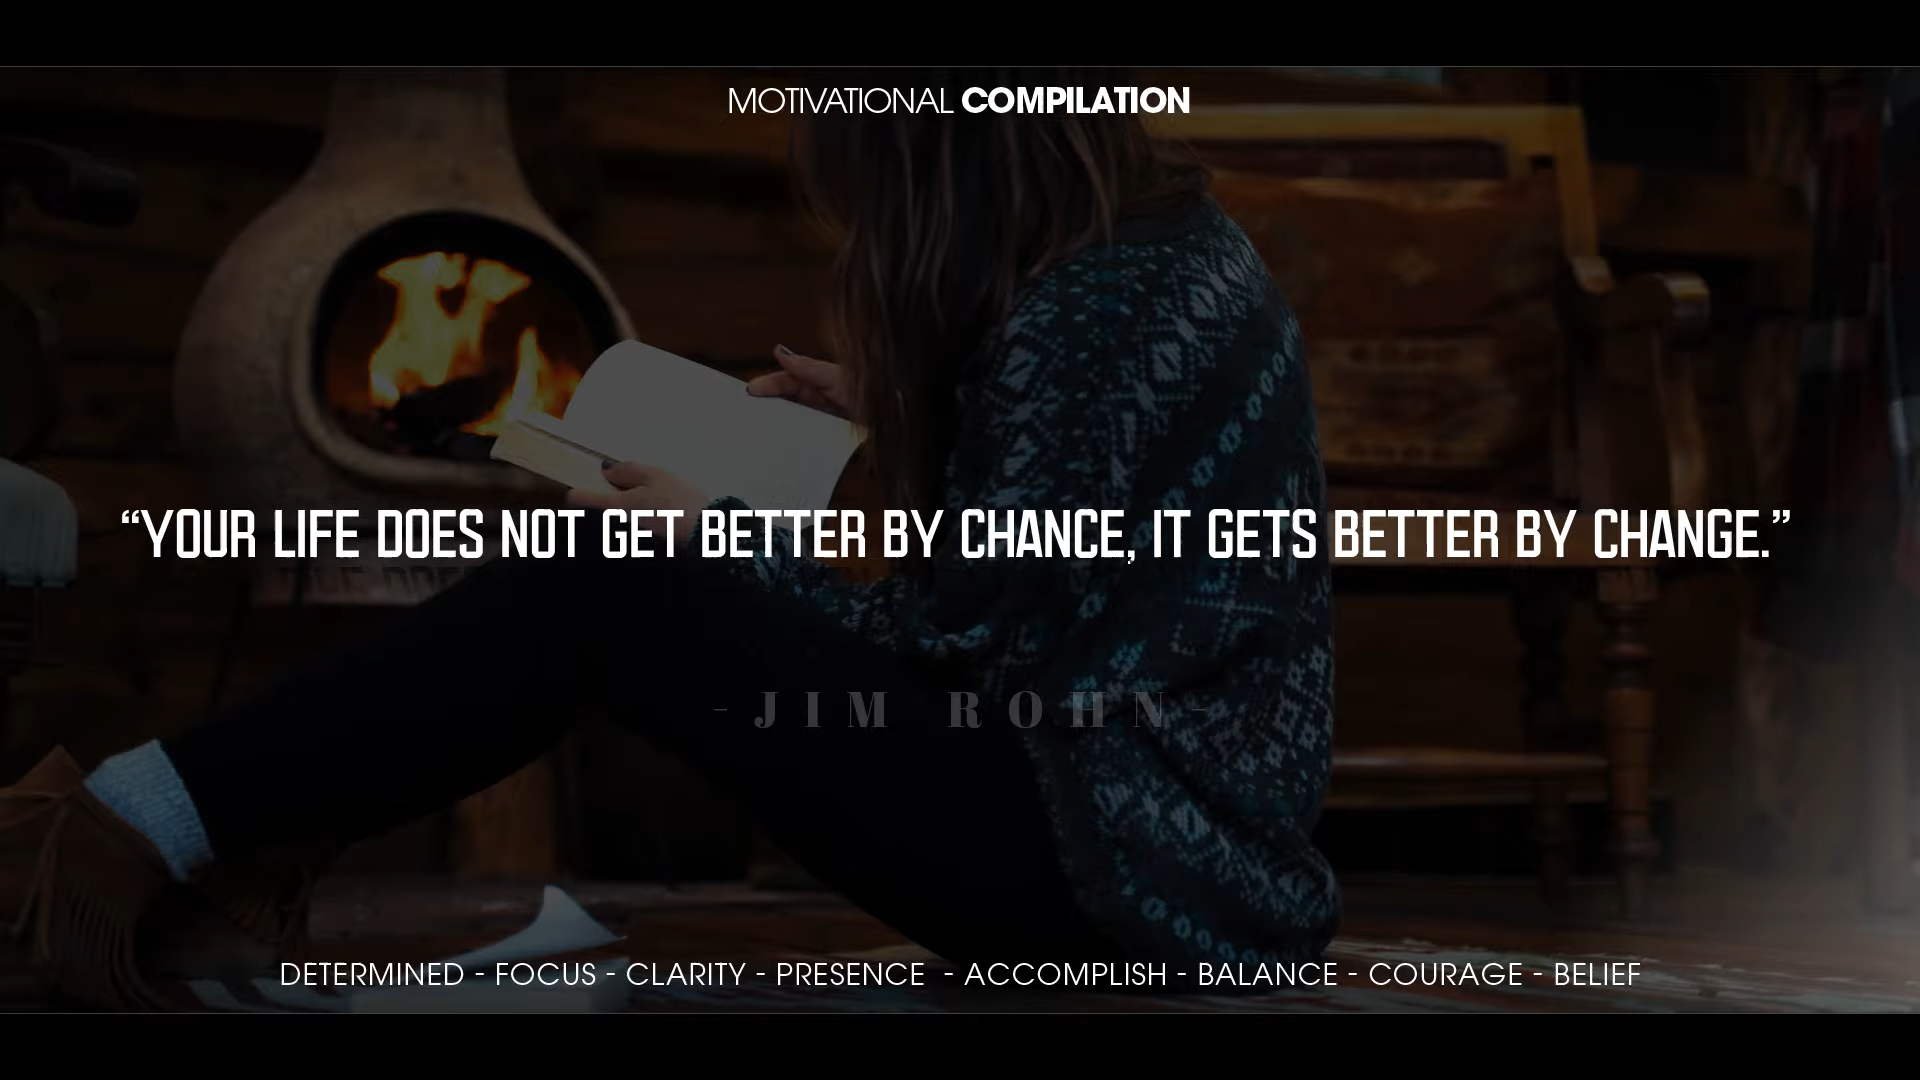 MOTIVATIONAL COMPILATION
“YOUR LIFE DOES NOT GET BETTER BY CHANCE, IT GETS BETTER BY CHANGE.”
- JIM ROHN -
DETERMINED - FOCUS - CLARITY - PRESENCE - ACCOMPLISH - BALANCE - COURAGE - BELIEF